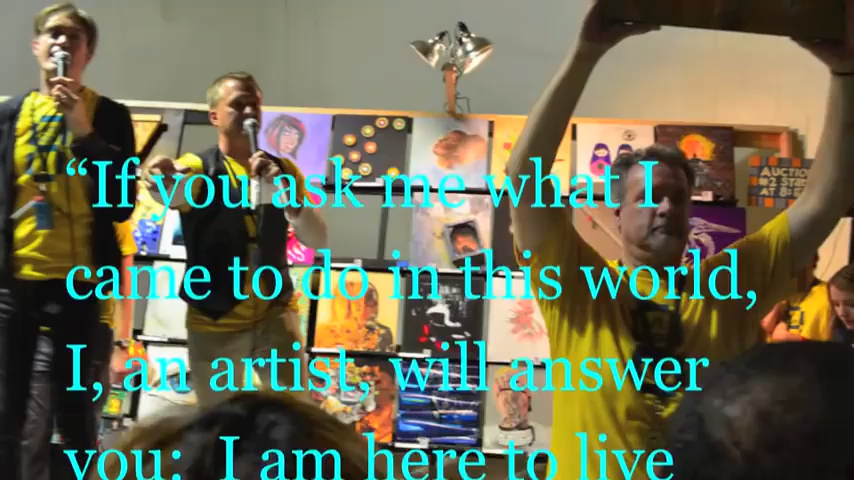 “If you ask me what I
came to do in this world,
I, an artist, will answer
you:  I am here to live
AUCTIO